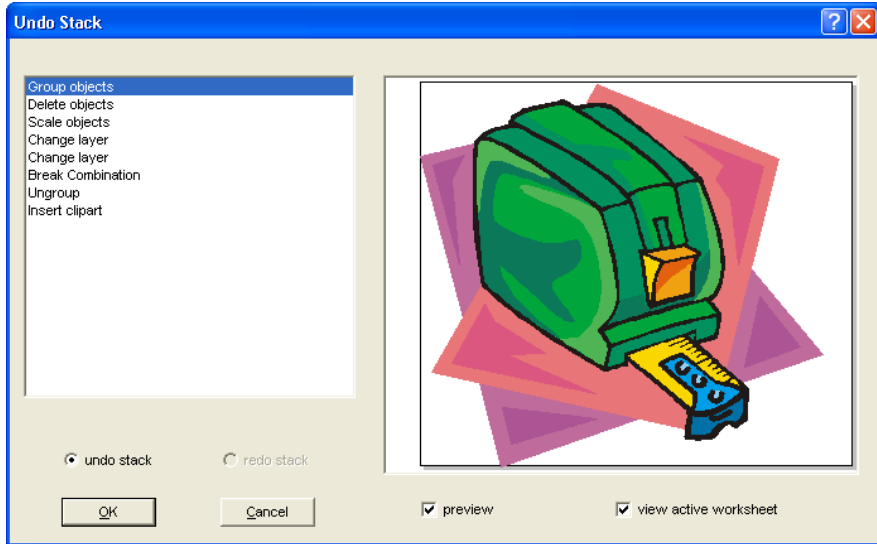 Undo Stack
Group objects
Delete objects
Scale objects
Change layer
Change layer
Break Combination
Ungroup
Insert clipart
undo stack
redo stack
OK
Cancel
preview
view active worksheet